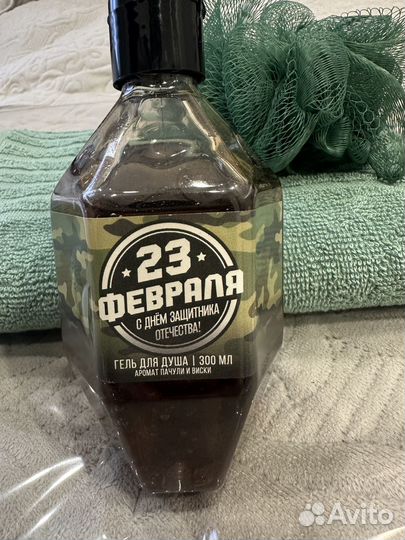 23
ФЕВРАЛЯ
С ДНЁМ ЗАЩИТНИКА
ОТЕЧЕСТВА!
ГЕЛЬ ДЛЯ ДУША | 300 МЛ
АРОМАТ ПАЧУЛИ И ВИСКИ
Avito